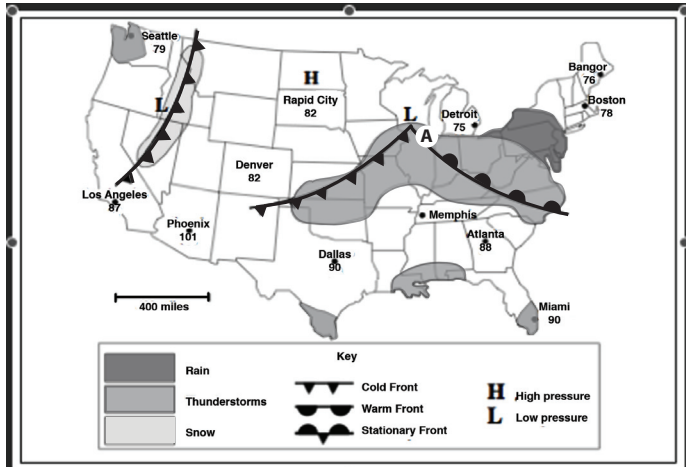 Seattle
79
Bangor
76
H
L
Rapid City
82
L
Detroit
75
Boston
78
A
Denver
82
Los Angeles
87
Memphis
Phoenix
101
Atlanta
88
Dallas
90
400 miles
Miami
90
Key
Rain
Thunderstorms
Snow
Cold Front
Warm Front
Stationary Front
H High pressure
L Low pressure